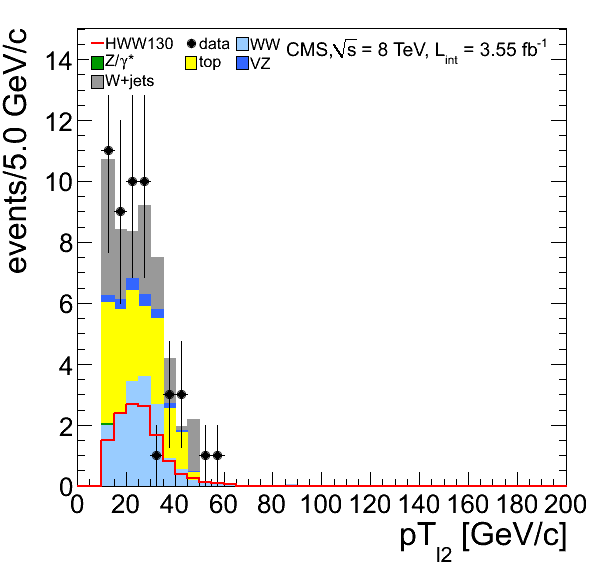 HWW130 data WW CMS,√s = 8 TeV, L_int = 3.55 fb⁻¹
Z/γ* top VZ
W+jets
events/5.0 GeV/c
14
12
10
8
6
4
2
0
0 20 40 60 80 100 120 140 160 180 200
pT_l2 [GeV/c]